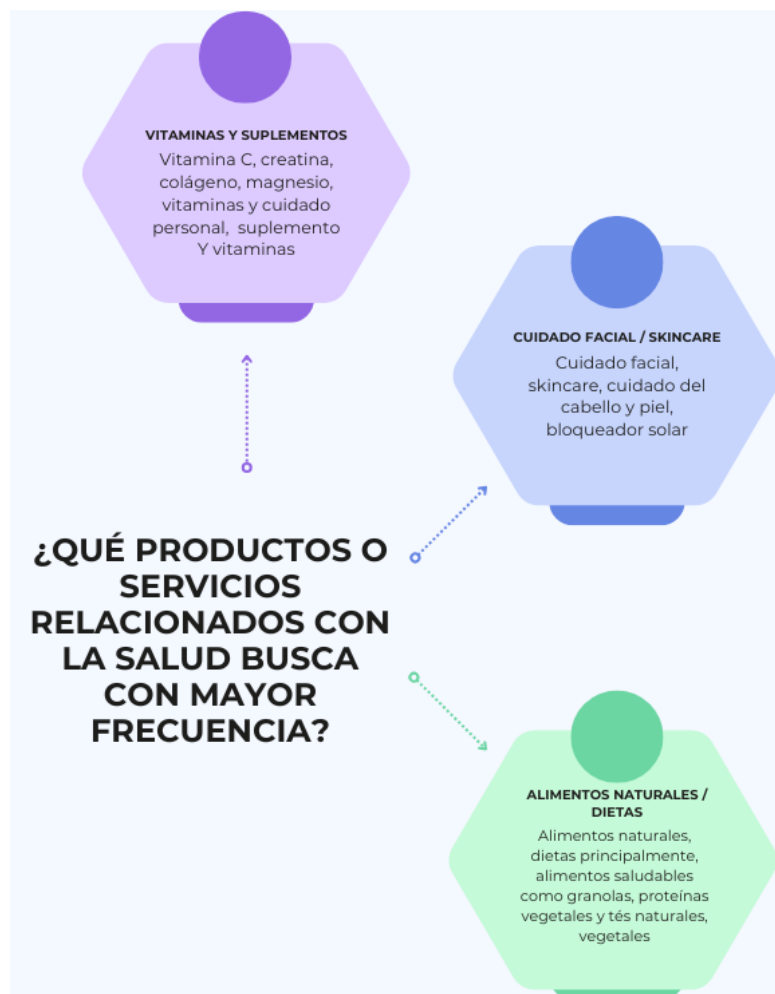 VITAMINAS Y SUPLEMENTOS
Vitamina C, creatina,
colágeno, magnesio,
vitaminas y cuidado
personal, suplemento
Y vitaminas
CUIDADO FACIAL / SKINCARE
Cuidado facial,
skincare, cuidado del
cabello y piel,
bloqueador solar
¿QUÉ PRODUCTOS O
SERVICIOS
RELACIONADOS CON
LA SALUD BUSCA
CON MAYOR
FRECUENCIA?
ALIMENTOS NATURALES /
DIETAS
Alimentos naturales,
dietas principalmente,
alimentos saludables
como granolas, proteínas
vegetales y tés naturales,
vegetales